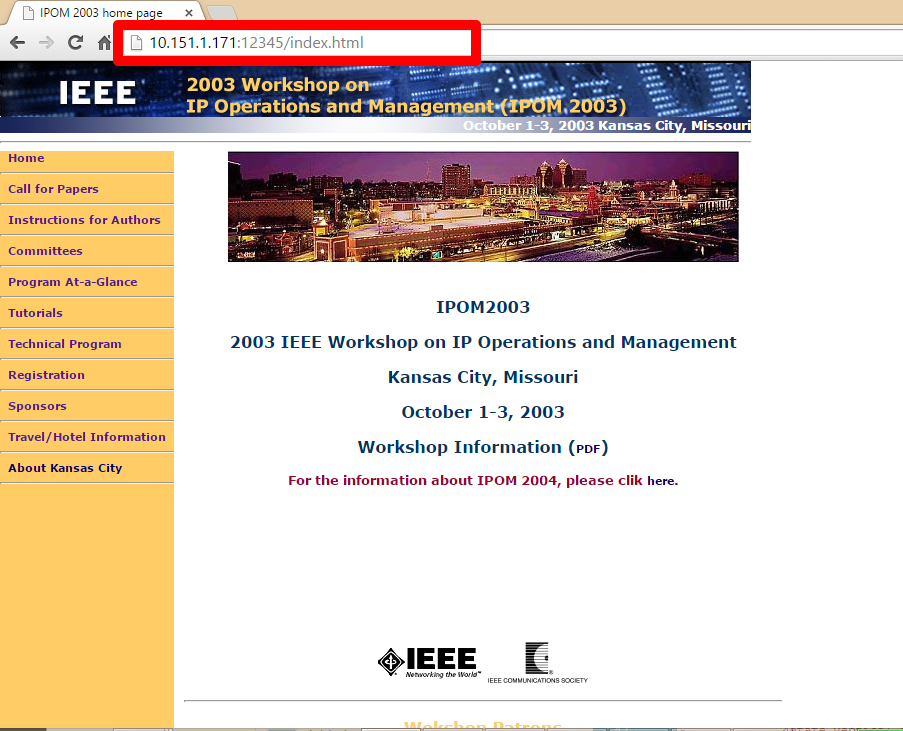 IPOM 2003 home page
10.151.1.171:12345/index.html
IEEE
2003 Workshop on
IP Operations and Management (IPOM 2003)
October 1-3, 2003 Kansas City, Missouri
Home
Call for Papers
Instructions for Authors
Committees
Program At-a-Glance
Tutorials
Technical Program
Registration
Sponsors
Travel/Hotel Information
About Kansas City
IPOM2003
2003 IEEE Workshop on IP Operations and Management
Kansas City, Missouri
October 1-3, 2003
Workshop Information (PDF)
For the information about IPOM 2004, please clik here.
IEEE
Networking the World™
IEEE COMMUNICATIONS SOCIETY
Wokshop Patrons